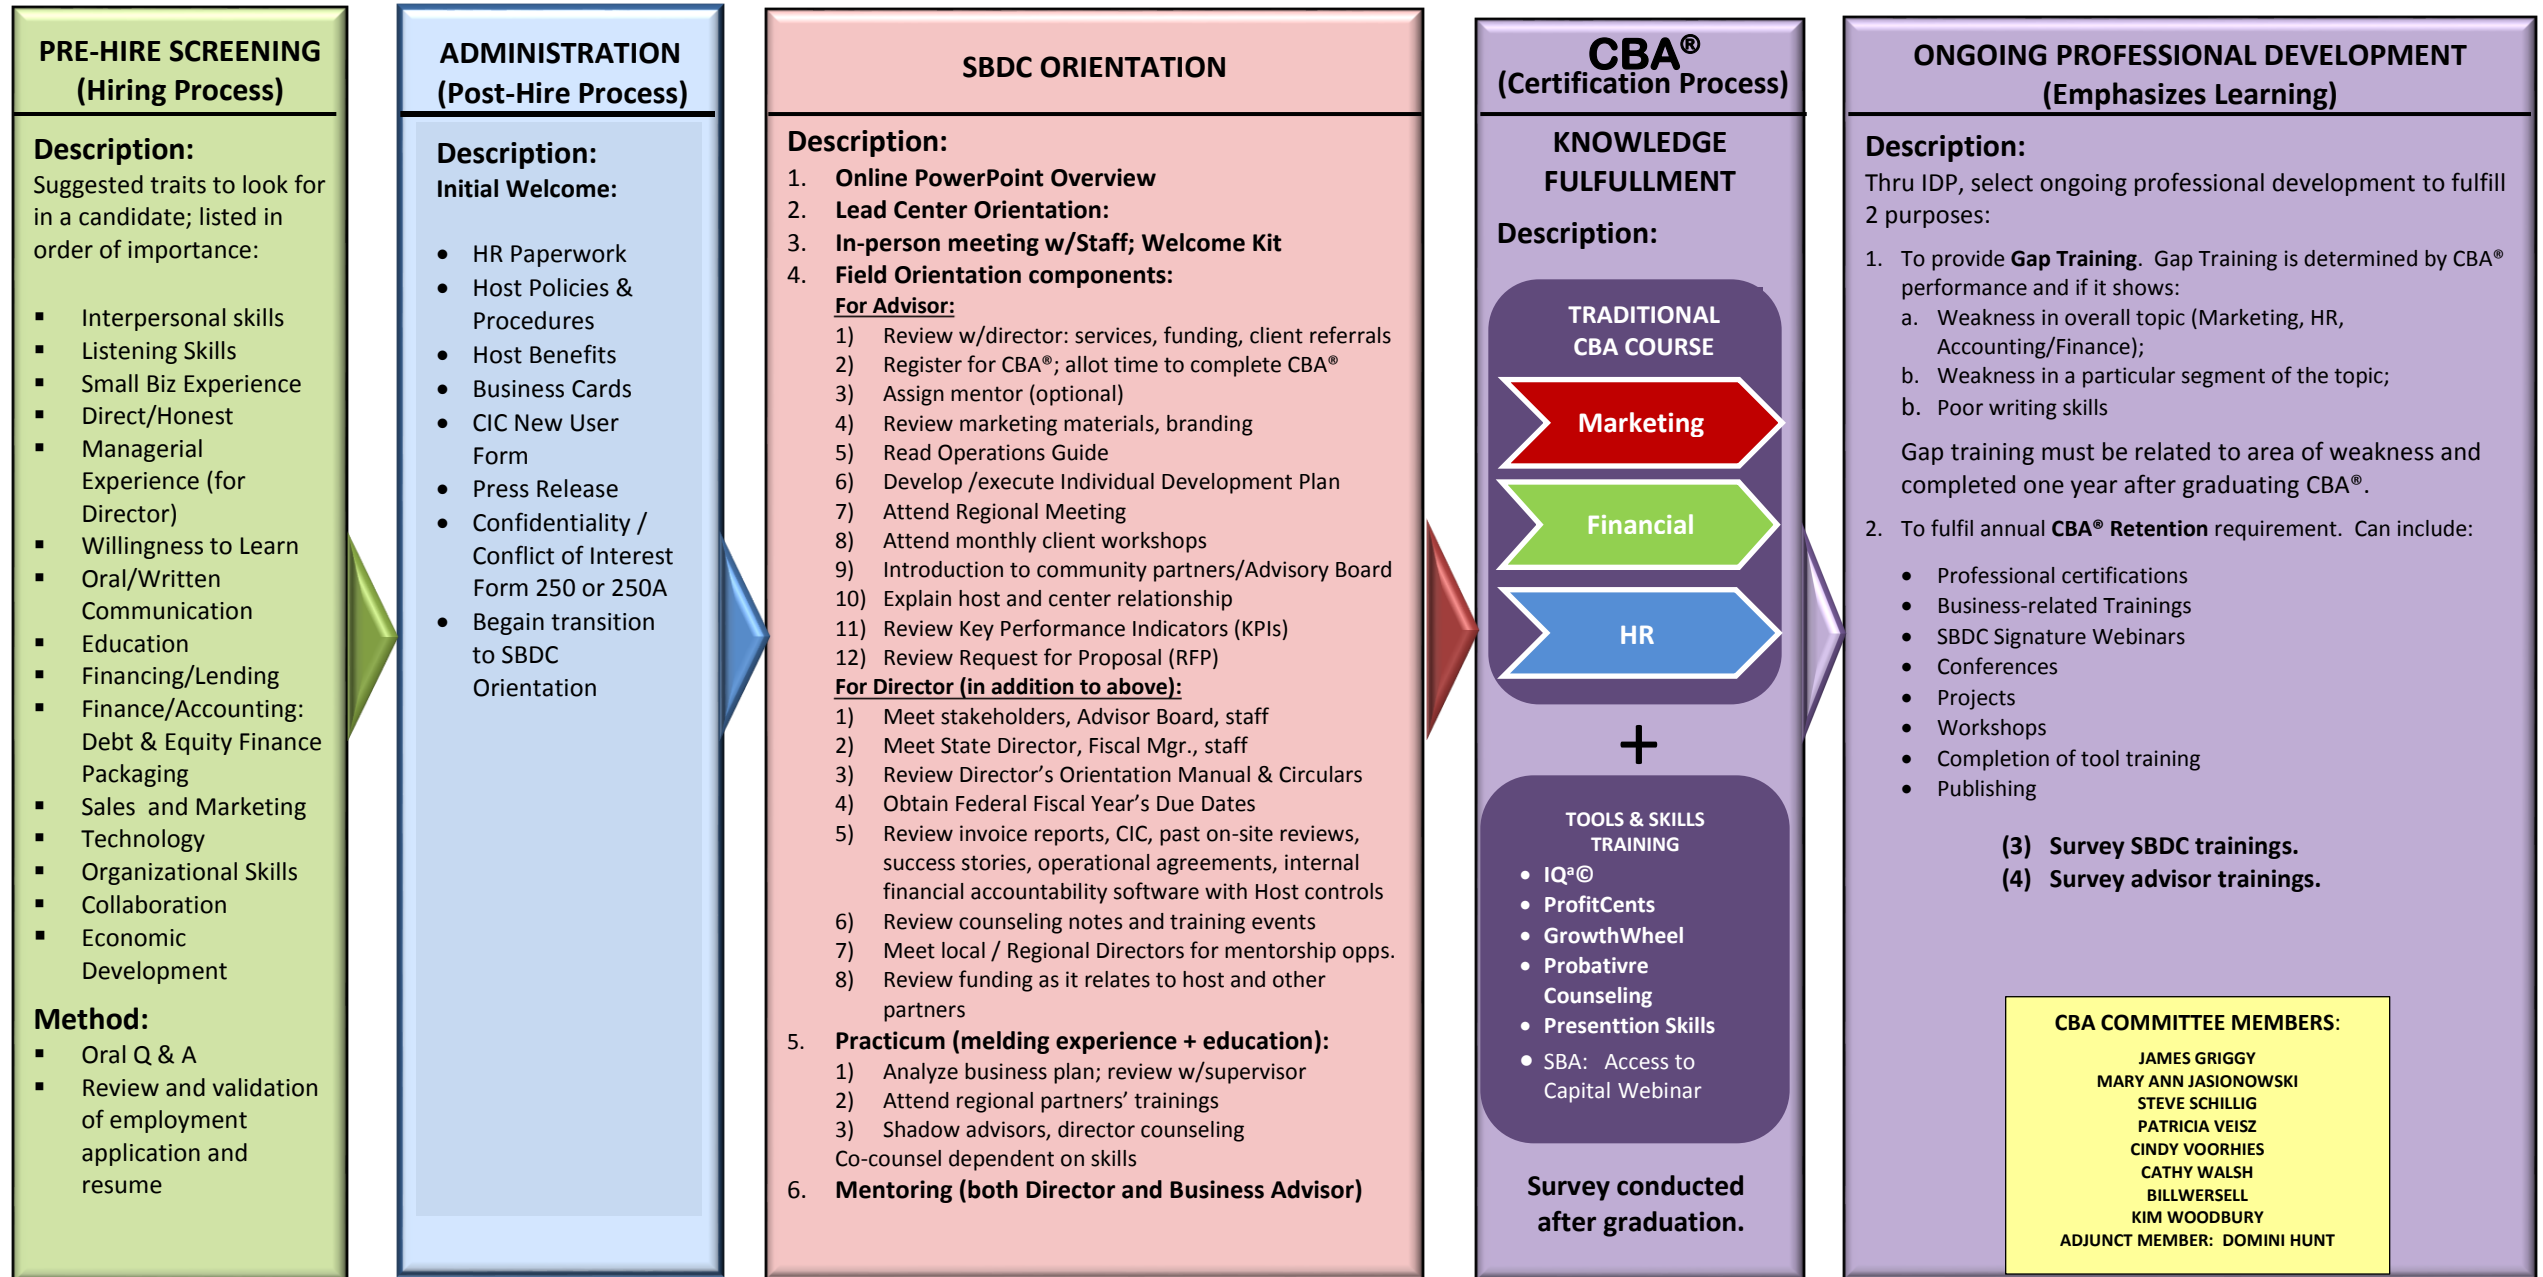 PRE-HIRE SCREENING
(Hiring Process)
Description:
Suggested traits to look for
in a candidate; listed in
order of importance:
▪ Interpersonal skills
▪ Listening Skills
▪ Small Biz Experience
▪ Direct/Honest
▪ Managerial
Experience (for
Director)
▪ Willingness to Learn
▪ Oral/Written
Communication
▪ Education
▪ Financing/Lending
▪ Finance/Accounting:
Debt & Equity Finance
Packaging
▪ Sales and Marketing
▪ Technology
▪ Organizational Skills
▪ Collaboration
▪ Economic
Development
Method:
▪ Oral Q & A
▪ Review and validation
of employment
application and
resume
ADMINISTRATION
(Post-Hire Process)
Description:
Initial Welcome:
• HR Paperwork
• Host Policies &
Procedures
• Host Benefits
• Business Cards
• CIC New User
Form
• Press Release
• Confidentiality /
Conflict of Interest
Form 250 or 250A
• Begain transition
to SBDC
Orientation
SBDC ORIENTATION
Description:
1. Online PowerPoint Overview
2. Lead Center Orientation:
3. In-person meeting w/Staff; Welcome Kit
4. Field Orientation components:
For Advisor:
1) Review w/director: services, funding, client referrals
2) Register for CBA®; allot time to complete CBA®
3) Assign mentor (optional)
4) Review marketing materials, branding
5) Read Operations Guide
6) Develop /execute Individual Development Plan
7) Attend Regional Meeting
8) Attend monthly client workshops
9) Introduction to community partners/Advisory Board
10) Explain host and center relationship
11) Review Key Performance Indicators (KPIs)
12) Review Request for Proposal (RFP)
For Director (in addition to above):
1) Meet stakeholders, Advisor Board, staff
2) Meet State Director, Fiscal Mgr., staff
3) Review Director's Orientation Manual & Circulars
4) Obtain Federal Fiscal Year's Due Dates
5) Review invoice reports, CIC, past on-site reviews,
success stories, operational agreements, internal
financial accountability software with Host controls
6) Review counseling notes and training events
7) Meet local / Regional Directors for mentorship opps.
8) Review funding as it relates to host and other
partners
5. Practicum (melding experience + education):
1) Analyze business plan; review w/supervisor
2) Attend regional partners' trainings
3) Shadow advisors, director counseling
Co-counsel dependent on skills
6. Mentoring (both Director and Business Advisor)
CBA®
(Certification Process)
KNOWLEDGE
FULFULLMENT
Description:
TRADITIONAL
CBA COURSE
Marketing
Financial
HR
+
TOOLS & SKILLS
TRAINING
• IQª©
• ProfitCents
• GrowthWheel
• Probativre
Counseling
• Presenttion Skills
• SBA: Access to
Capital Webinar
Survey conducted
after graduation.
ONGOING PROFESSIONAL DEVELOPMENT
(Emphasizes Learning)
Description:
Thru IDP, select ongoing professional development to fulfill
2 purposes:
1. To provide Gap Training. Gap Training is determined by CBA®
performance and if it shows:
a. Weakness in overall topic (Marketing, HR,
Accounting/Finance);
b. Weakness in a particular segment of the topic;
b. Poor writing skills
Gap training must be related to area of weakness and
completed one year after graduating CBA®.
2. To fulfil annual CBA® Retention requirement. Can include:
• Professional certifications
• Business-related Trainings
• SBDC Signature Webinars
• Conferences
• Projects
• Workshops
• Completion of tool training
• Publishing
(3) Survey SBDC trainings.
(4) Survey advisor trainings.
CBA COMMITTEE MEMBERS:
JAMES GRIGGY
MARY ANN JASIONOWSKI
STEVE SCHILLIG
PATRICIA VEISZ
CINDY VOORHIES
CATHY WALSH
BILLWERSELL
KIM WOODBURY
ADJUNCT MEMBER: DOMINI HUNT